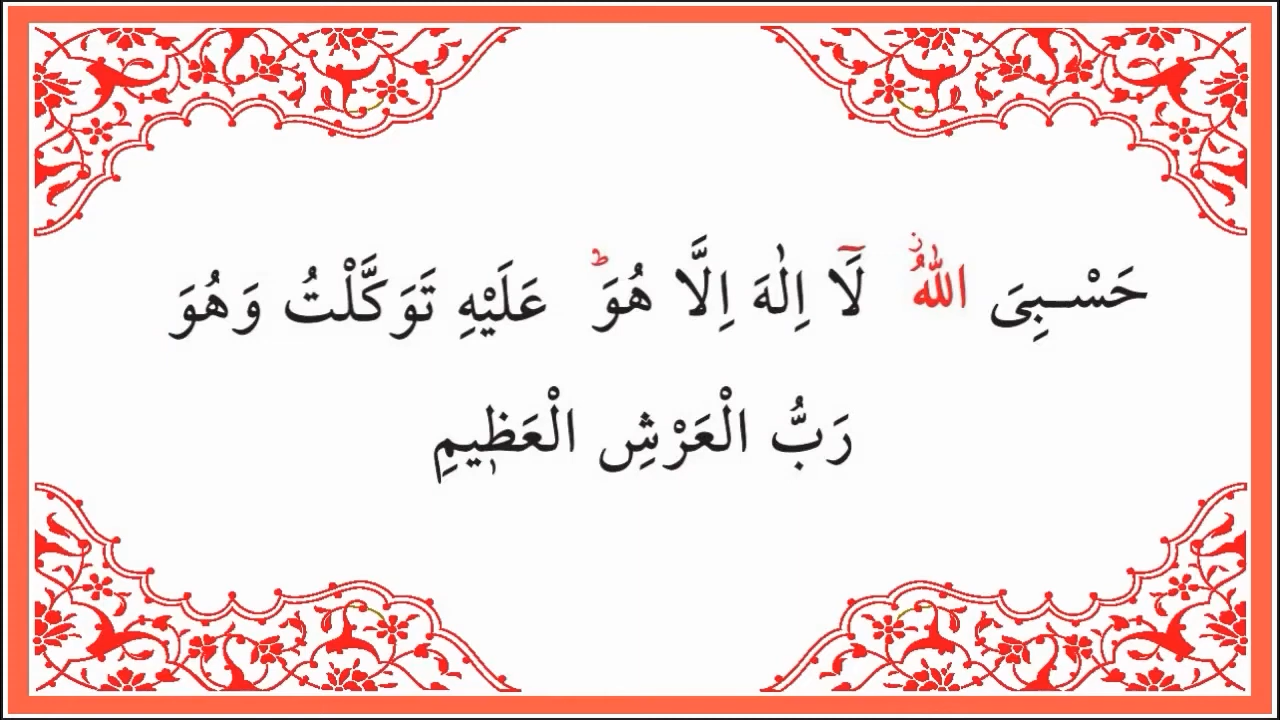 حَسْبِىَ اللّٰهُ ز لَٓا اِلٰهَ اِلَّا هُوَ ط عَلَيْهِ تَوَكَّلْتُ وَهُوَ
رَبُّ الْعَرْشِ الْعَظٖيمِ